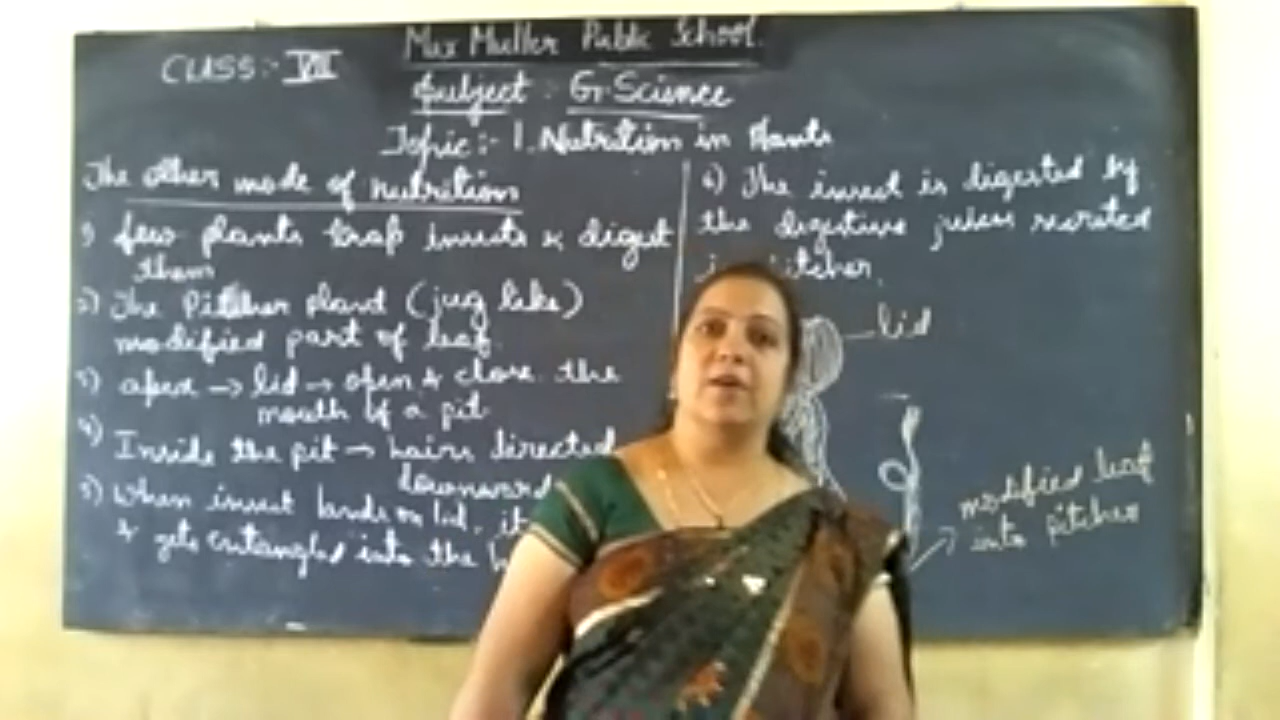 Max Muller Public School.
CLASS:- VII
Subject : G. Science
Topic:- 1. Nutrition in Plants
The other mode of nutrition
1) few plants trap insects & digest
them
2) The Pitcher plant (jug like)
modified part of leaf.
3) apex → lid → open & close the
mouth of a pit
4) Inside the pit → hairs directed
downward
5) When insect lands on lid, it
& gets entangled into the
6) The insect is digested by
the digestive juices secreted
pitcher.
lid
modified leaf
into pitcher